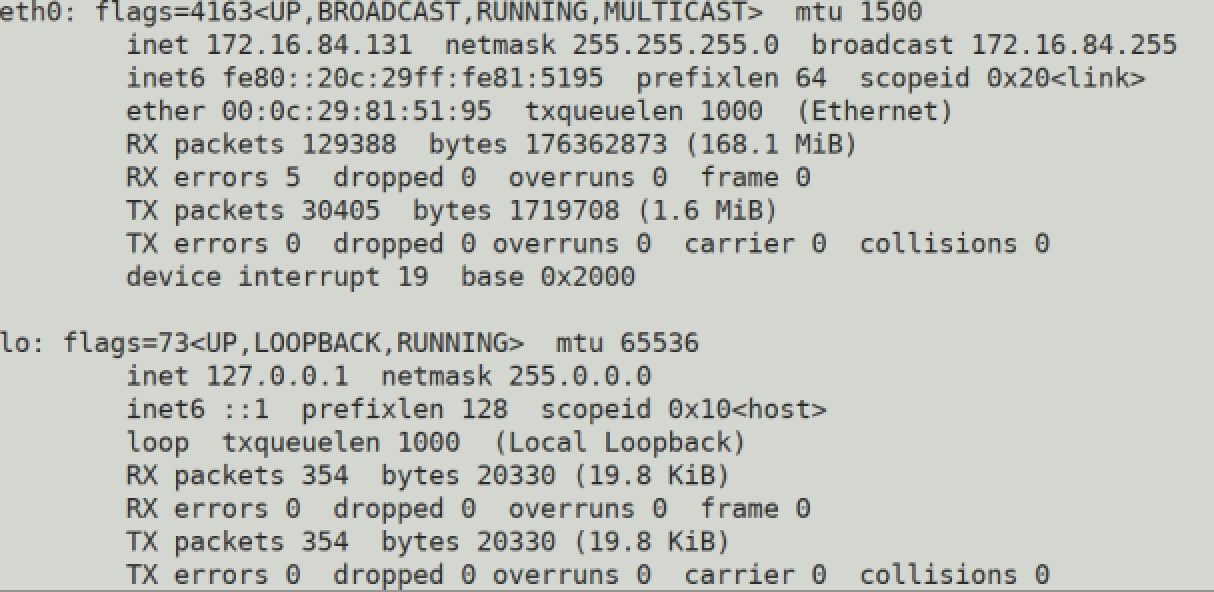 eth0: flags=4163<UP,BROADCAST,RUNNING,MULTICAST>  mtu 1500
        inet 172.16.84.131  netmask 255.255.255.0  broadcast 172.16.84.255
        inet6 fe80::20c:29ff:fe81:5195  prefixlen 64  scopeid 0x20<link>
        ether 00:0c:29:81:51:95  txqueuelen 1000  (Ethernet)
        RX packets 129388  bytes 176362873 (168.1 MiB)
        RX errors 5  dropped 0  overruns 0  frame 0
        TX packets 30405  bytes 1719708 (1.6 MiB)
        TX errors 0  dropped 0 overruns 0  carrier 0  collisions 0
        device interrupt 19  base 0x2000

lo: flags=73<UP,LOOPBACK,RUNNING>  mtu 65536
        inet 127.0.0.1  netmask 255.0.0.0
        inet6 ::1  prefixlen 128  scopeid 0x10<host>
        loop  txqueuelen 1000  (Local Loopback)
        RX packets 354  bytes 20330 (19.8 KiB)
        RX errors 0  dropped 0  overruns 0  frame 0
        TX packets 354  bytes 20330 (19.8 KiB)
        TX errors 0  dropped 0 overruns 0  carrier 0  collisions 0